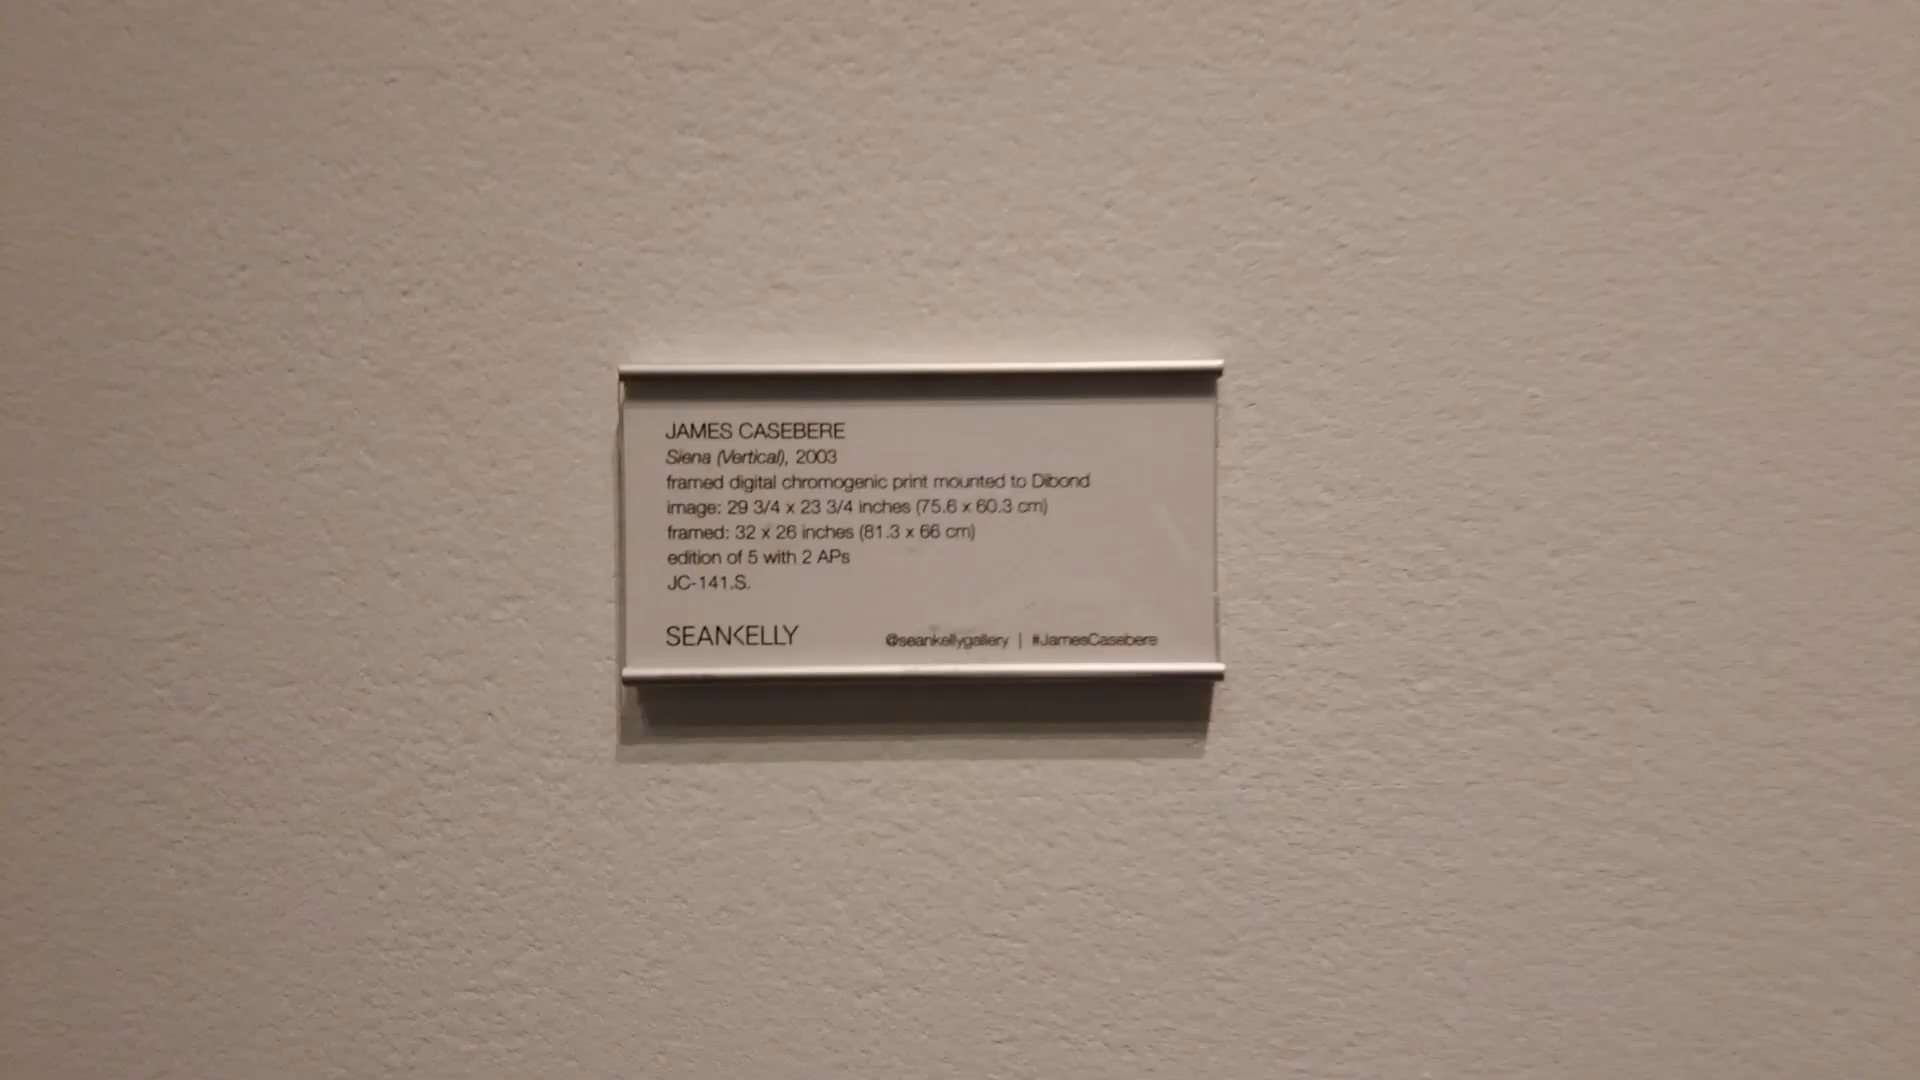 JAMES CASEBERE
Siena (Vertical), 2003
framed digital chromogenic print mounted to Dibond
image: 29 3/4 x 23 3/4 inches (75.6 x 60.3 cm)
framed: 32 x 26 inches (81.3 x 66 cm)
edition of 5 with 2 APs
JC-141.S.
SEANKELLY @seankellygallery | #JamesCasebere